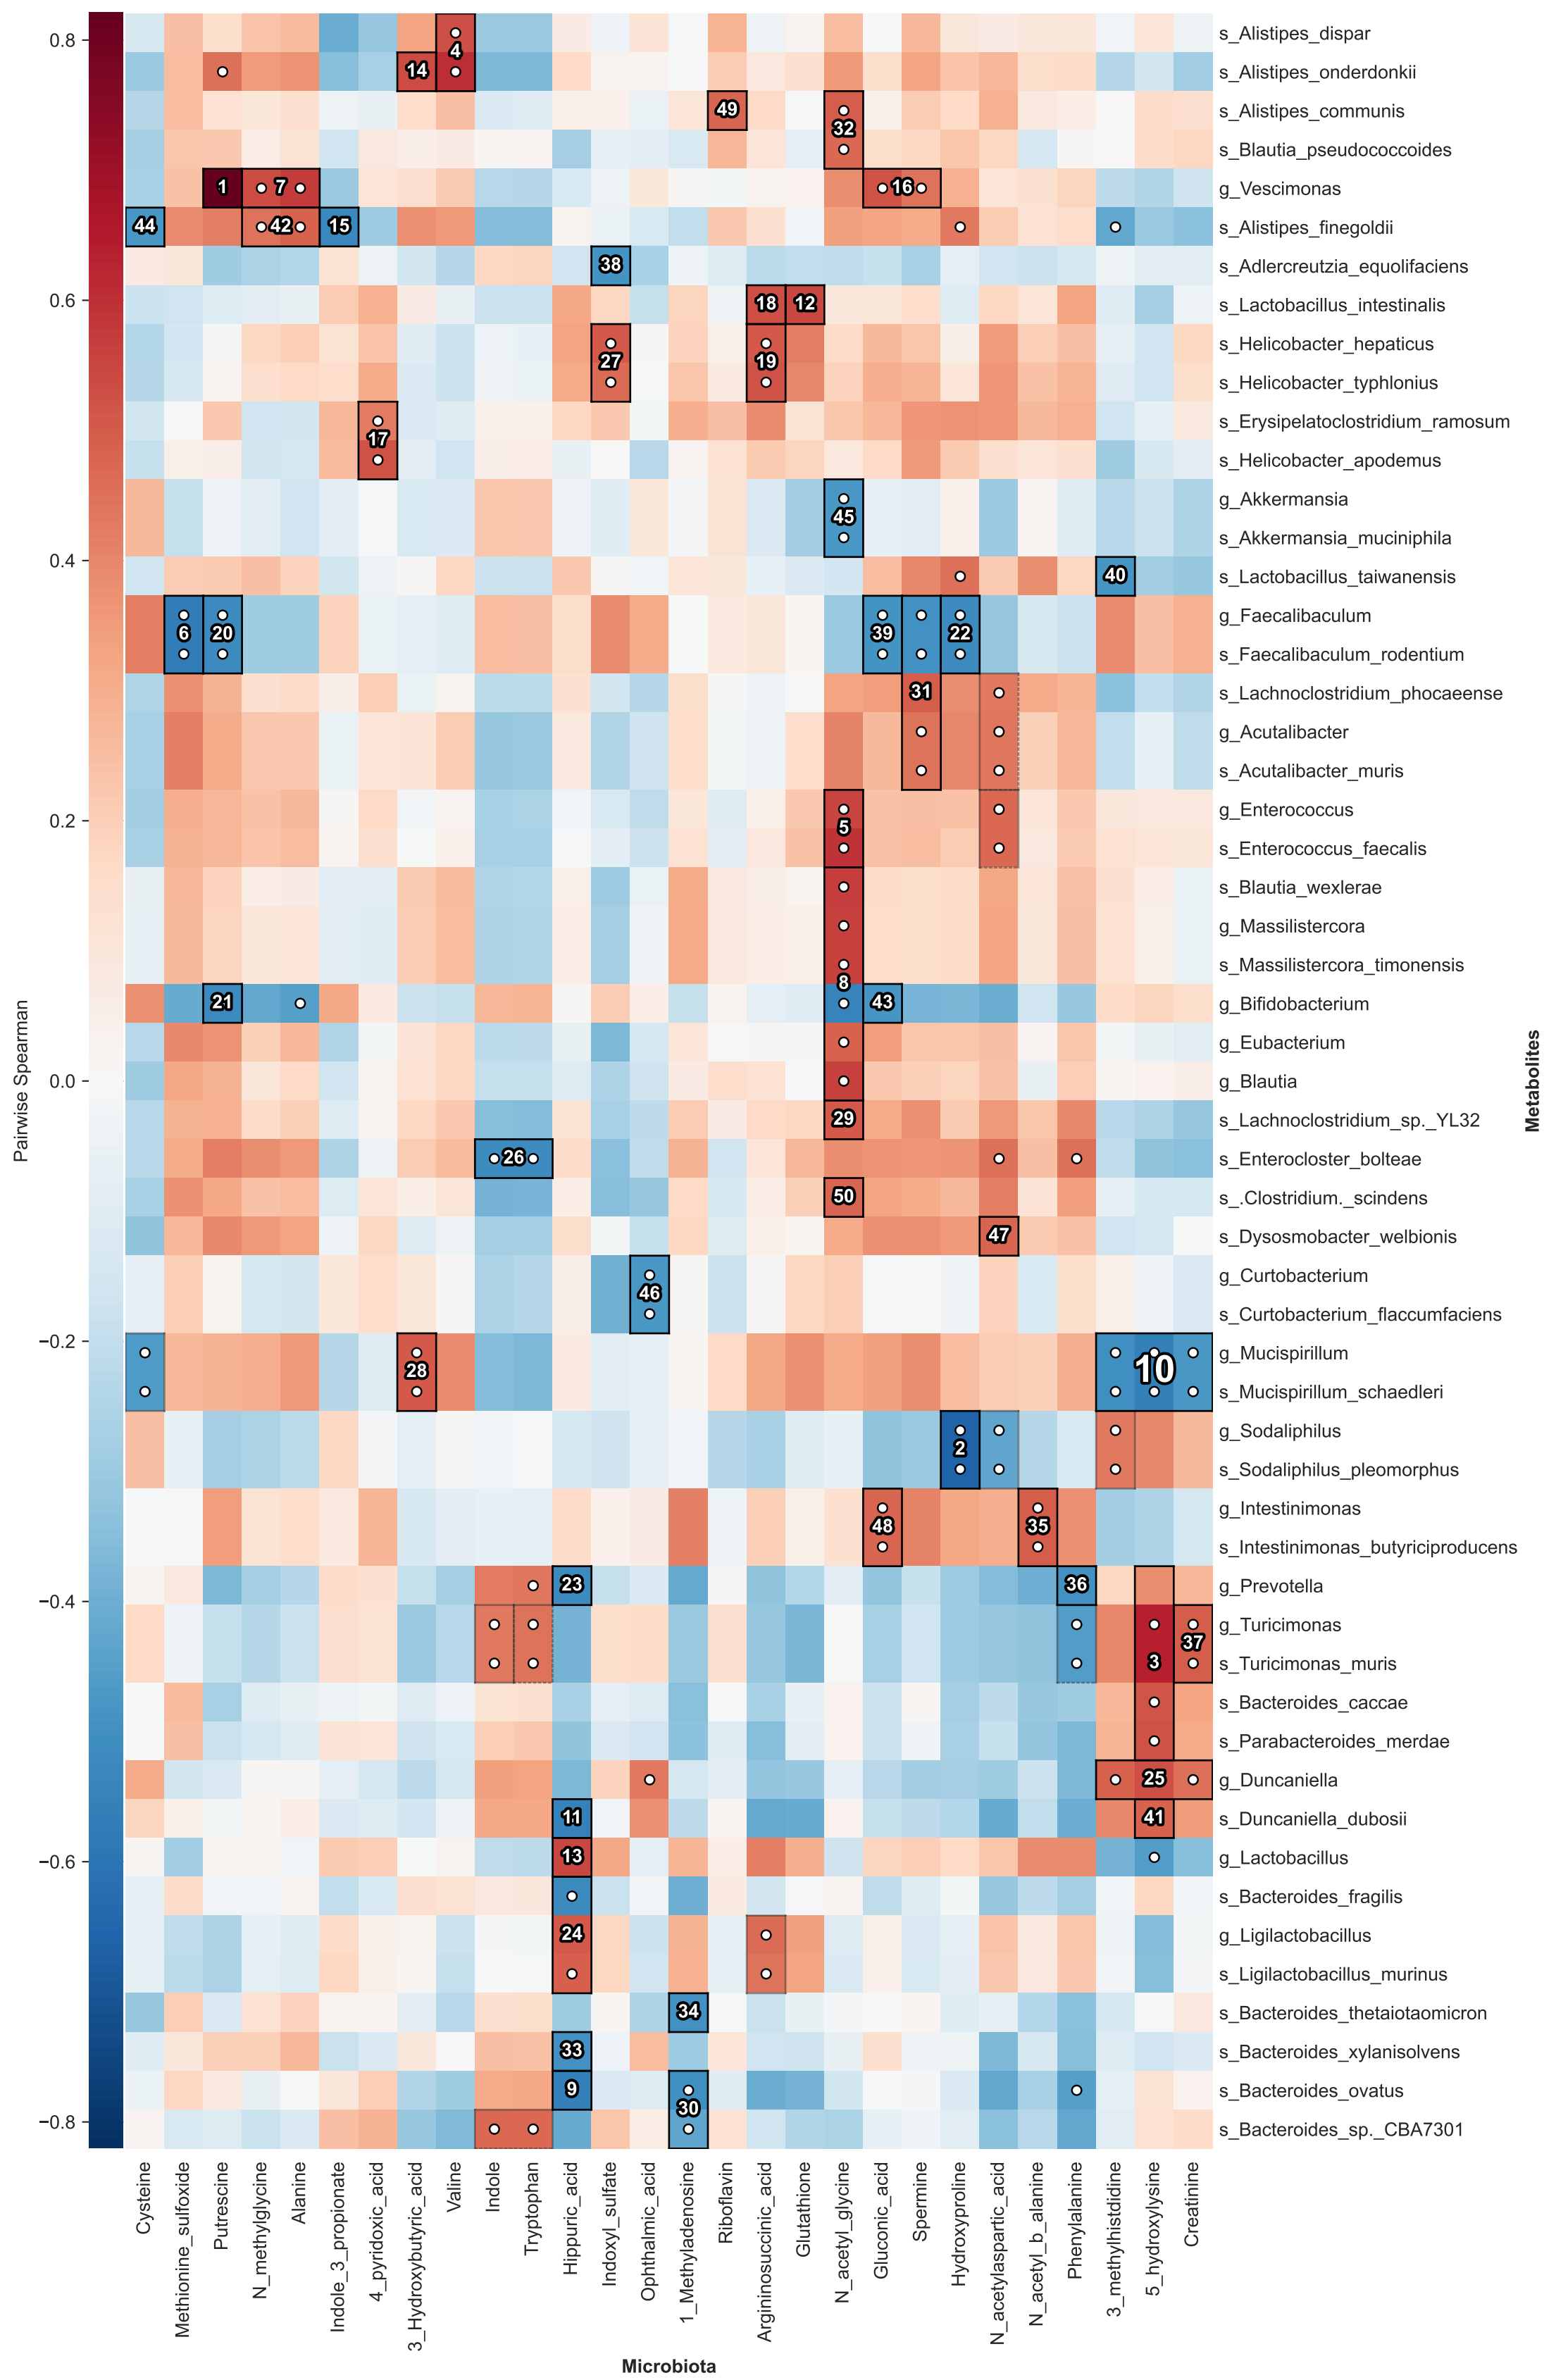 0.8
0.6
0.4
0.2
0.0
−0.2
−0.4
−0.6
−0.8
Pairwise Spearman
4
14
49
32
1
7
16
44
42
15
38
18
12
27
19
17
45
40
6
20
39
22
31
5
8
21
43
29
26
50
47
46
28
10
2
48
35
23
36
3
37
25
11
41
13
24
34
33
9
30
s_Alistipes_dispar
s_Alistipes_onderdonkii
s_Alistipes_communis
s_Blautia_pseudococcoides
g_Vescimonas
s_Alistipes_finegoldii
s_Adlercreutzia_equolifaciens
s_Lactobacillus_intestinalis
s_Helicobacter_hepaticus
s_Helicobacter_typhlonius
s_Erysipelatoclostridium_ramosum
s_Helicobacter_apodemus
g_Akkermansia
s_Akkermansia_muciniphila
s_Lactobacillus_taiwanensis
g_Faecalibaculum
s_Faecalibaculum_rodentium
s_Lachnoclostridium_phocaeense
g_Acutalibacter
s_Acutalibacter_muris
g_Enterococcus
s_Enterococcus_faecalis
s_Blautia_wexlerae
g_Massilistercora
s_Massilistercora_timonensis
g_Bifidobacterium
g_Eubacterium
g_Blautia
s_Lachnoclostridium_sp._YL32
s_Enterocloster_bolteae
s_.Clostridium._scindens
s_Dysosmobacter_welbionis
g_Curtobacterium
s_Curtobacterium_flaccumfaciens
g_Mucispirillum
s_Mucispirillum_schaedleri
g_Sodaliphilus
s_Sodaliphilus_pleomorphus
g_Intestinimonas
s_Intestinimonas_butyriciproducens
g_Prevotella
g_Turicimonas
s_Turicimonas_muris
s_Bacteroides_caccae
s_Parabacteroides_merdae
g_Duncaniella
s_Duncaniella_dubosii
g_Lactobacillus
s_Bacteroides_fragilis
g_Ligilactobacillus
s_Ligilactobacillus_murinus
s_Bacteroides_thetaiotaomicron
s_Bacteroides_xylanisolvens
s_Bacteroides_ovatus
s_Bacteroides_sp._CBA7301
Metabolites
Cysteine
Methionine_sulfoxide
Putrescine
N_methylglycine
Alanine
Indole_3_propionate
4_pyridoxic_acid
3_Hydroxybutyric_acid
Valine
Indole
Tryptophan
Hippuric_acid
Indoxyl_sulfate
Ophthalmic_acid
1_Methyladenosine
Riboflavin
Argininosuccinic_acid
Glutathione
N_acetyl_glycine
Gluconic_acid
Spermine
Hydroxyproline
N_acetylaspartic_acid
N_acetyl_b_alanine
Phenylalanine
3_methylhistidine
5_hydroxylysine
Creatinine
Microbiota